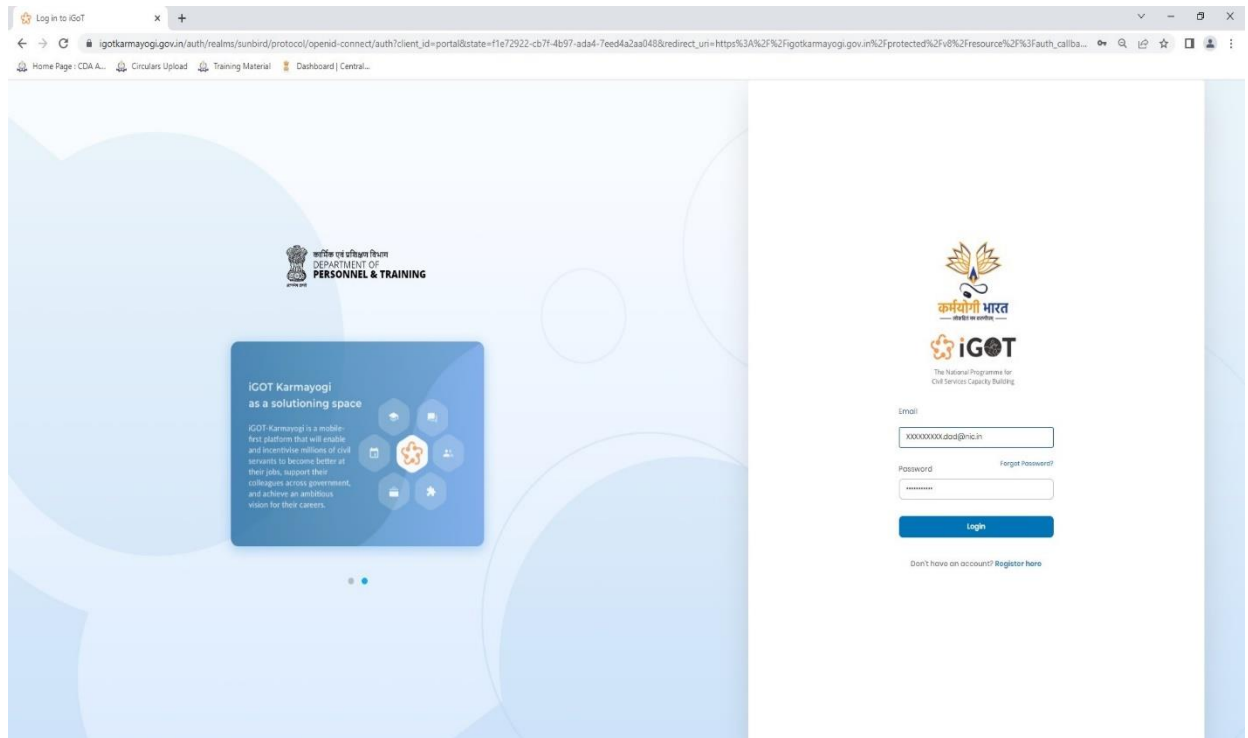 Log in to iGoT
igotkarmayogi.gov.in/auth/realms/sunbird/protocol/openid-connect/auth?client_id=portal&state=f1e72922-cb7f-4b97-ada4-7eed4a2aa048&redirect_uri=https%3A%2F%2Figotkarmayogi.gov.in%2Fprotected%2Fv8%2Fresource%2F%3Fauth_callba...
Home Page : CDA A... Circulars Upload Training Material Dashboard | Central...
कार्मिक एवं प्रशिक्षण विभाग
DEPARTMENT OF
PERSONNEL & TRAINING
iGOT Karmayogi
as a solutioning space
iGOT-Karmayogi is a mobile-
first platform that will enable
and incentivise millions of civil
servants to become better at
their jobs, support their
colleagues across government,
and achieve an ambitious
vision for their careers.
कर्मयोगी भारत
iGOT
The National Programme for
Civil Services Capacity Building
Email
XXXXXXXXX.dad@nic.in
Password Forgot Password?
Login
Don't have an account? Register here